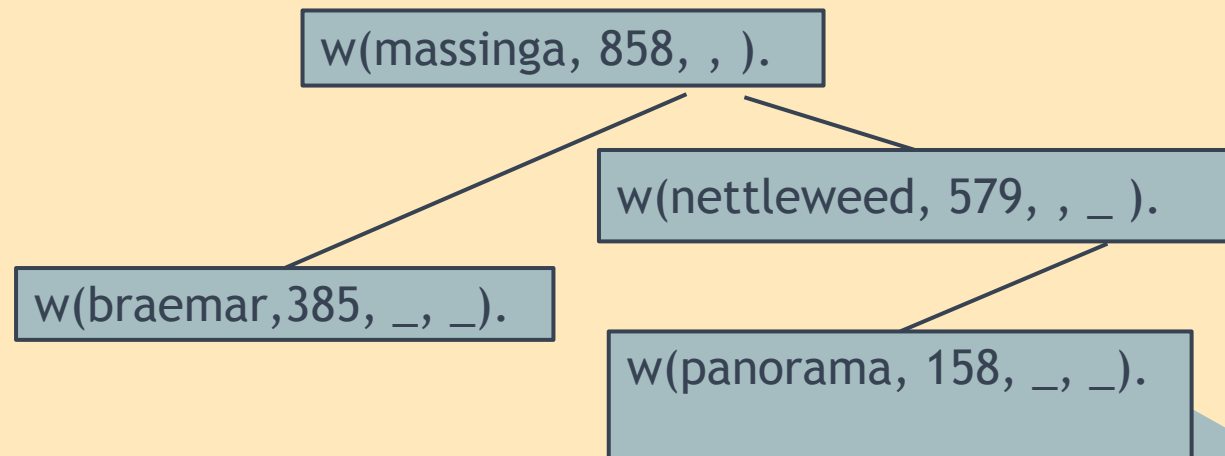 w(massinga, 858, , ).
w(nettleweed, 579, , _ ).
w(braemar,385, _, _).
w(panorama, 158, _, _).